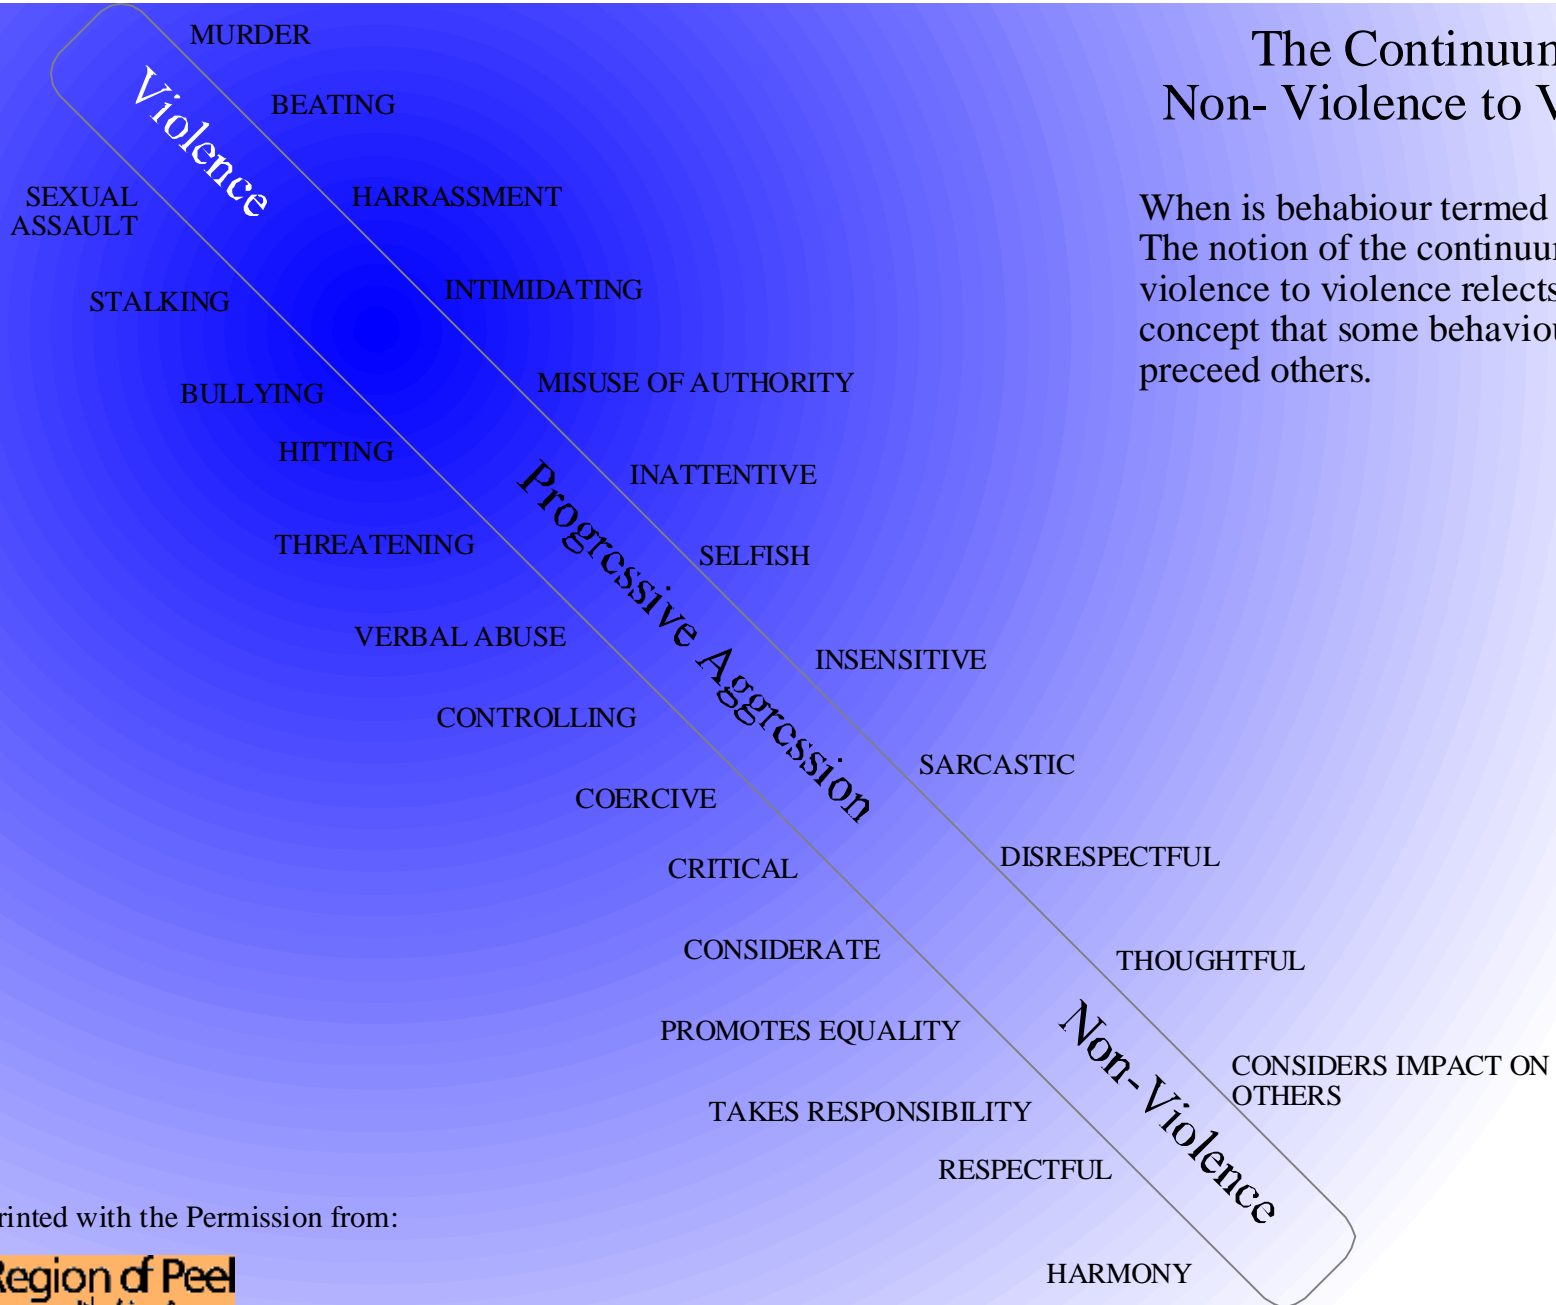 The Continuum
Non- Violence to V
When is behabiour termed
The notion of the continuum
violence to violence relects
concept that some behaviou
preceed others.
Violence
Progressive Aggression
Non-Violence
MURDER
BEATING
HARRASSMENT
INTIMIDATING
MISUSE OF AUTHORITY
INATTENTIVE
SELFISH
INSENSITIVE
SARCASTIC
DISRESPECTFUL
THOUGHTFUL
CONSIDERS IMPACT ON
OTHERS
SEXUAL
ASSAULT
STALKING
BULLYING
HITTING
THREATENING
VERBAL ABUSE
CONTROLLING
COERCIVE
CRITICAL
CONSIDERATE
PROMOTES EQUALITY
TAKES RESPONSIBILITY
RESPECTFUL
HARMONY
rinted with the Permission from:
Region of Peel